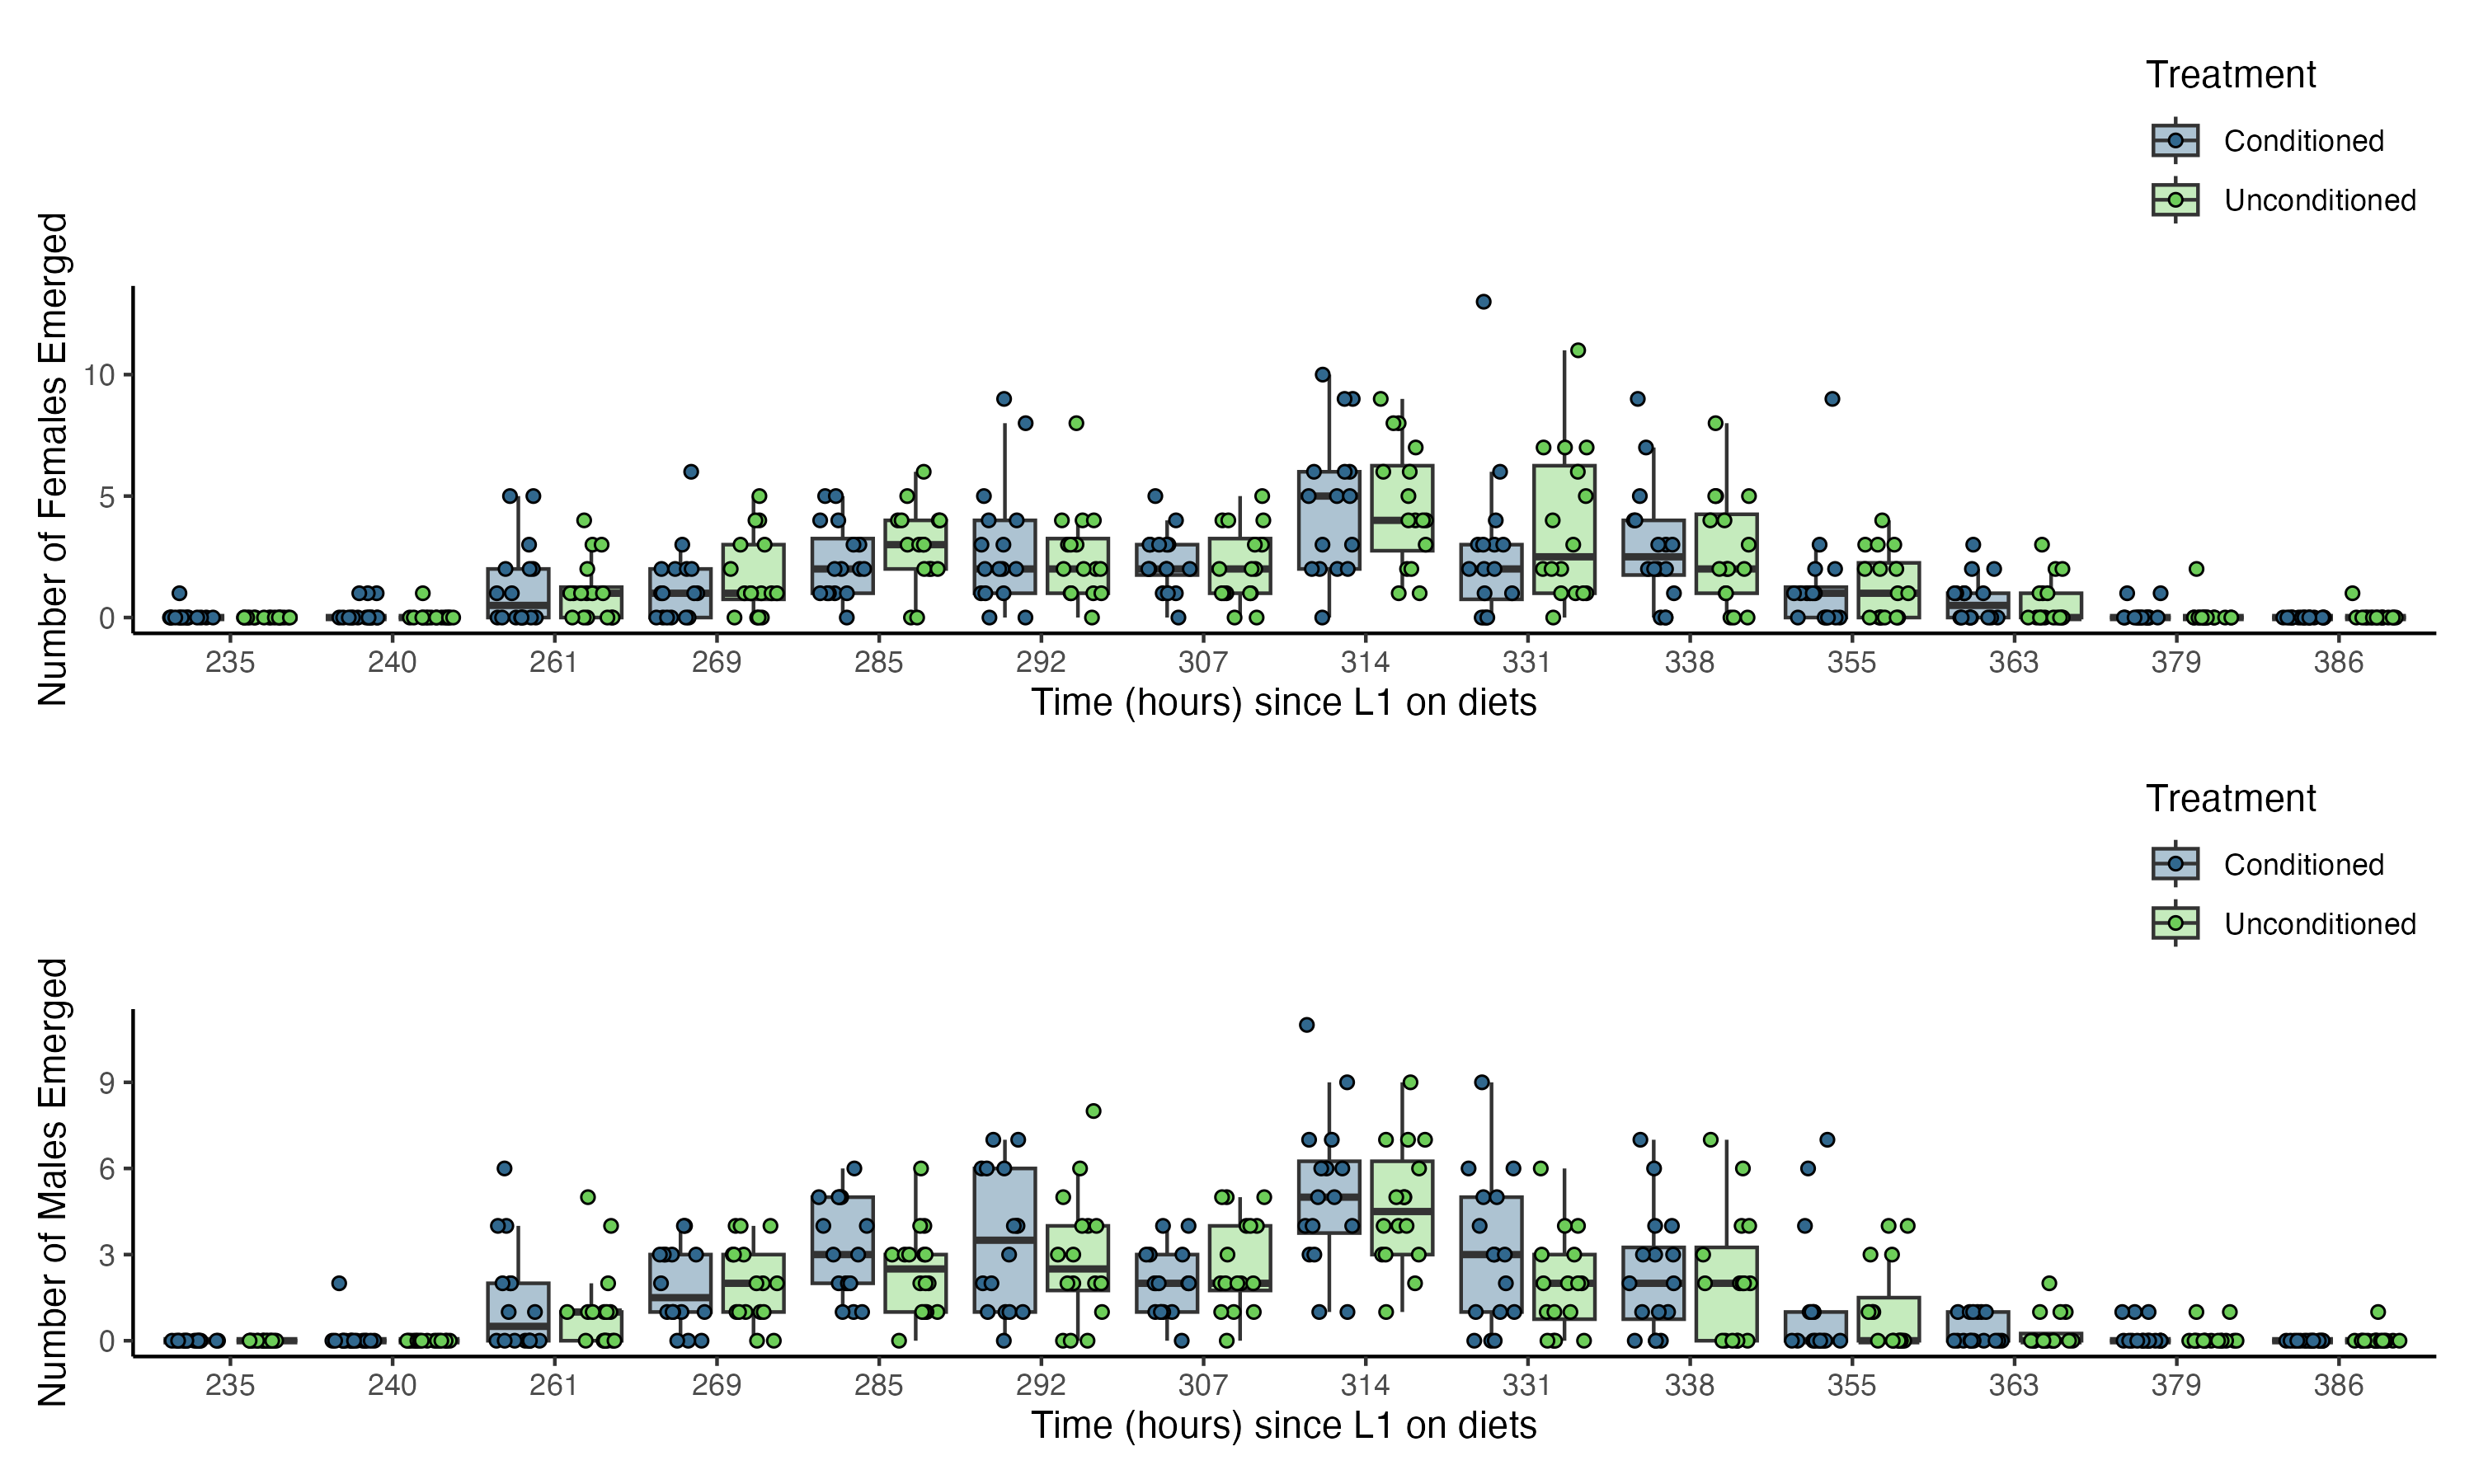 Treatment
Conditioned
Unconditioned
Number of Females Emerged
10
5
0
235 240 261 269 285 292 307 314 331 338 355 363 379 386
Time (hours) since L1 on diets
Treatment
Conditioned
Unconditioned
Number of Males Emerged
9
6
3
0
235 240 261 269 285 292 307 314 331 338 355 363 379 386
Time (hours) since L1 on diets